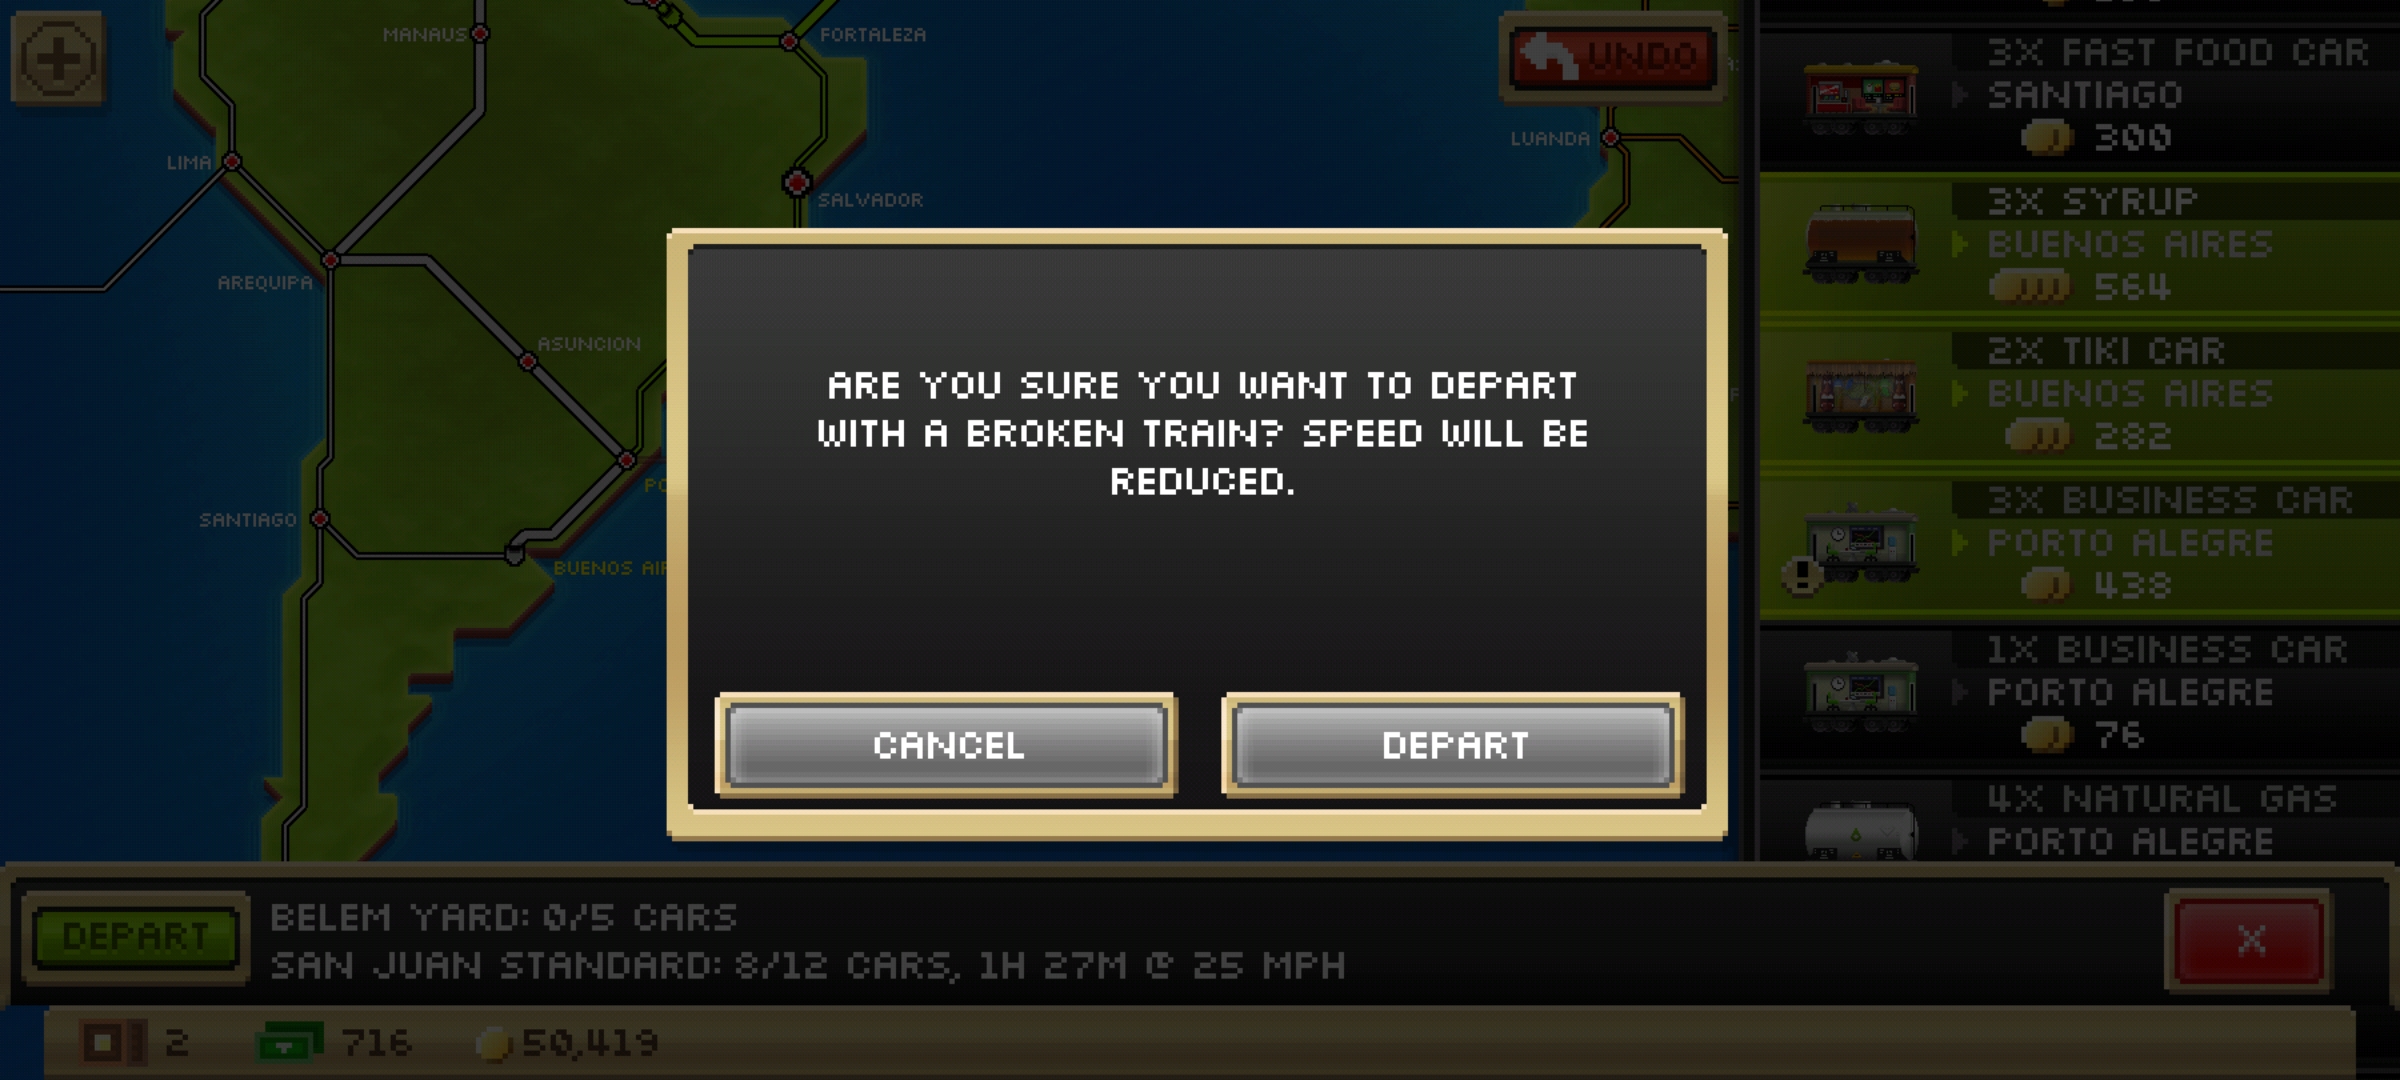 MANAUS
FORTALEZA
UNDO
LUANDA
LIMA
SALVADOR
AREQUIPA
ASUNCION
SANTIAGO
BUENOS AIR
3X FAST FOOD CAR
SANTIAGO
300
3X SYRUP
BUENOS AIRES
564
2X TIKI CAR
BUENOS AIRES
282
3X BUSINESS CAR
PORTO ALEGRE
438
1X BUSINESS CAR
PORTO ALEGRE
76
4X NATURAL GAS
PORTO ALEGRE
ARE YOU SURE YOU WANT TO DEPART
WITH A BROKEN TRAIN? SPEED WILL BE
REDUCED.
CANCEL
DEPART
DEPART
BELEM YARD: 0/5 CARS
SAN JUAN STANDARD: 8/12 CARS, 1H 27M @ 25 MPH
X
2
716
50,419